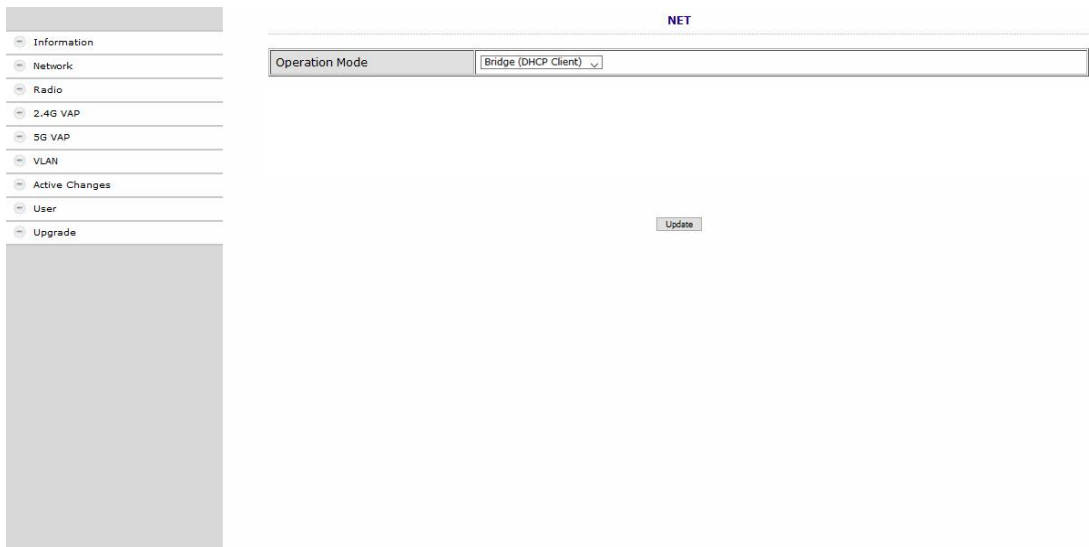 Information
Network
Radio
2.4G VAP
5G VAP
VLAN
Active Changes
User
Upgrade
NET
Operation Mode
Bridge (DHCP Client)
Update